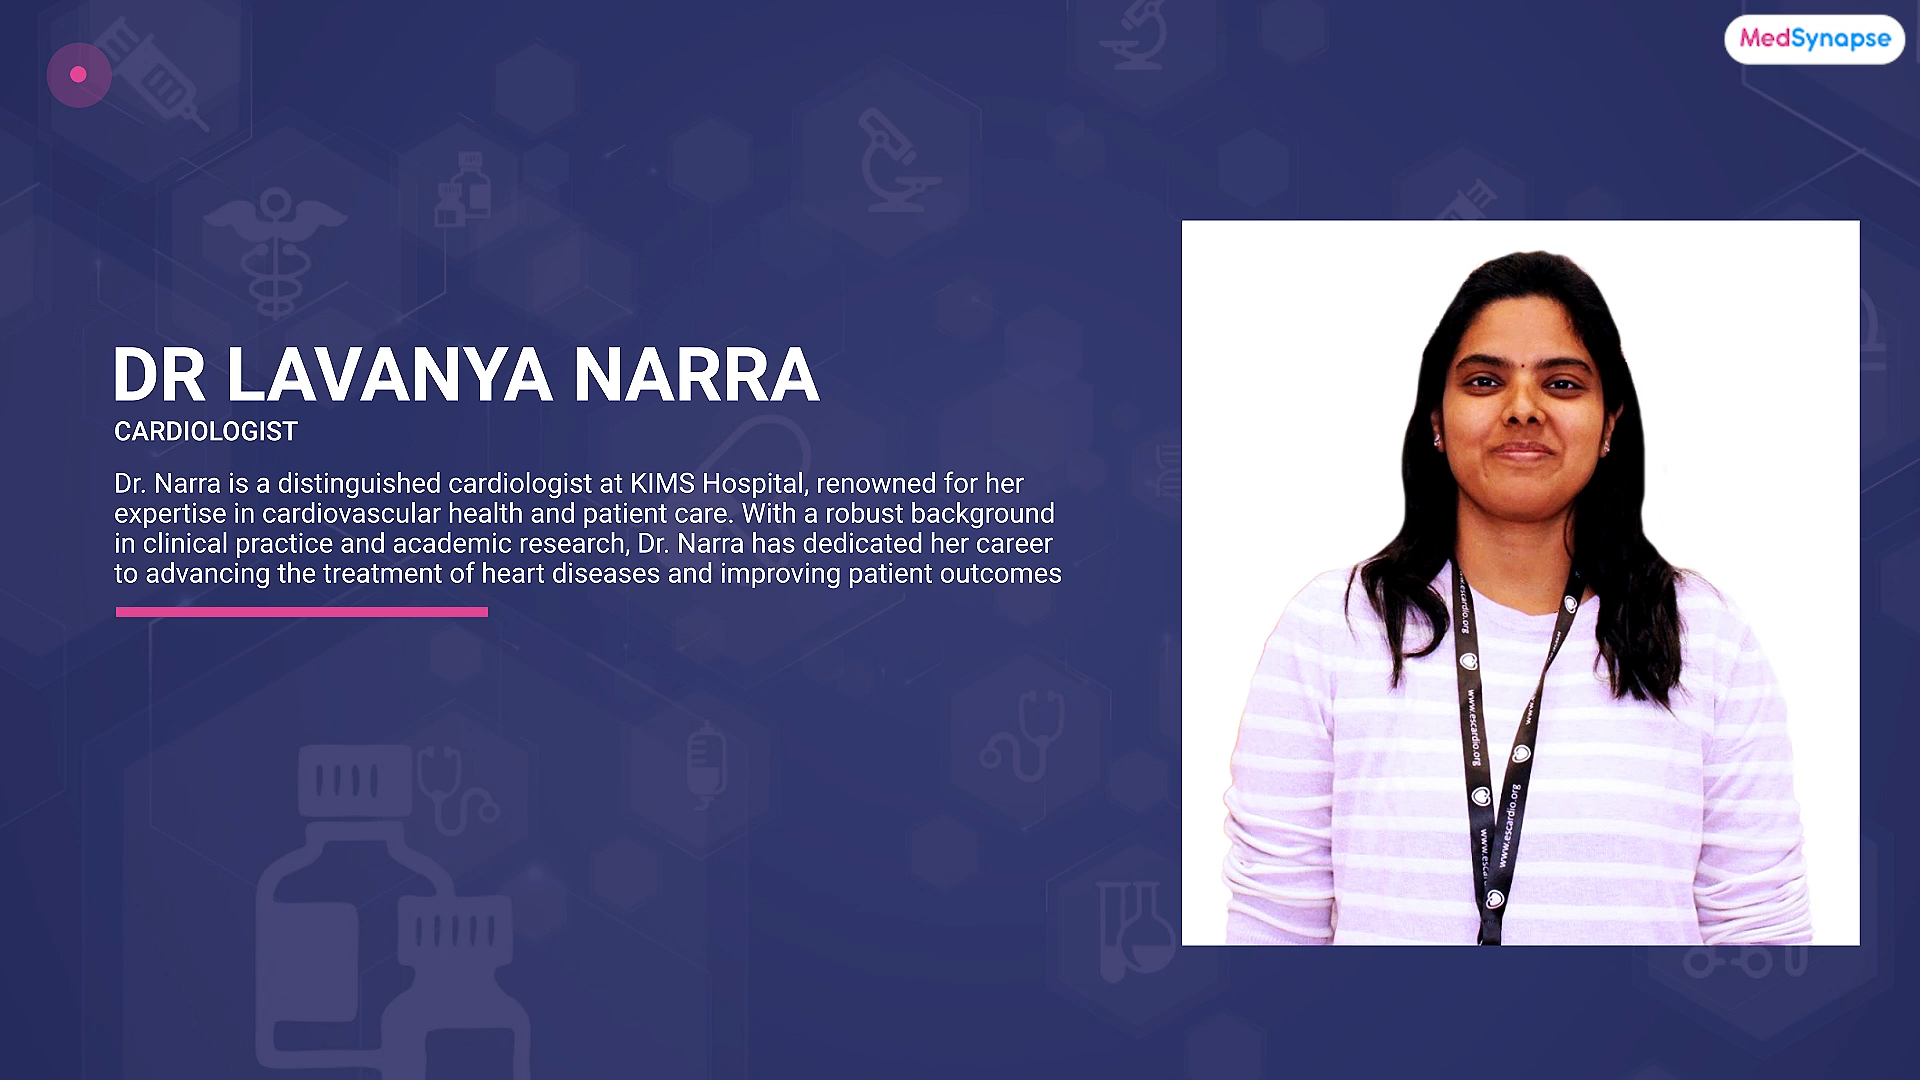 MedSynapse
DR LAVANYA NARRA
CARDIOLOGIST
Dr. Narra is a distinguished cardiologist at KIMS Hospital, renowned for her
expertise in cardiovascular health and patient care. With a robust background
in clinical practice and academic research, Dr. Narra has dedicated her career
to advancing the treatment of heart diseases and improving patient outcomes
escardio.org
www.escardio.org
www.escardio.org